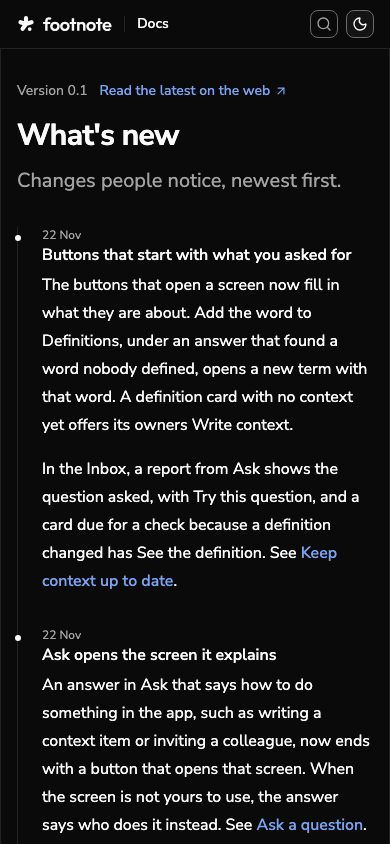 footnote
Docs
Version 0.1
Read the latest on the web ↗
What's new
Changes people notice, newest first.
22 Nov
Buttons that start with what you asked for
The buttons that open a screen now fill in
what they are about. Add the word to
Definitions, under an answer that found a
word nobody defined, opens a new term with
that word. A definition card with no context
yet offers its owners Write context.
In the Inbox, a report from Ask shows the
question asked, with Try this question, and a
card due for a check because a definition
changed has See the definition. See Keep
context up to date.
22 Nov
Ask opens the screen it explains
An answer in Ask that says how to do
something in the app, such as writing a
context item or inviting a colleague, now ends
with a button that opens that screen. When
the screen is not yours to use, the answer
says who does it instead. See Ask a question.